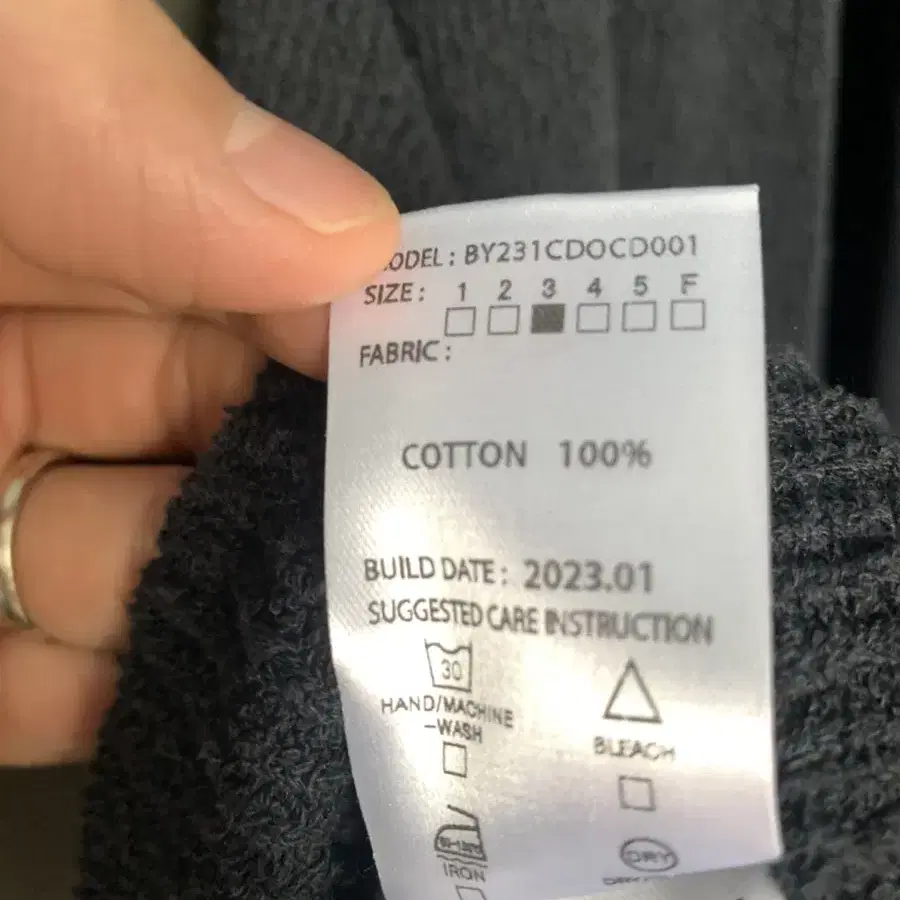 ODEL : BY231CDOCD001
SIZE : 1 2 3 4 5 F
FABRIC :
COTTON 100%
BUILD DATE : 2023.01
SUGGESTED CARE INSTRUCTION
30
HAND/MACHINE
-WASH
BLEACH
IRON
DRY